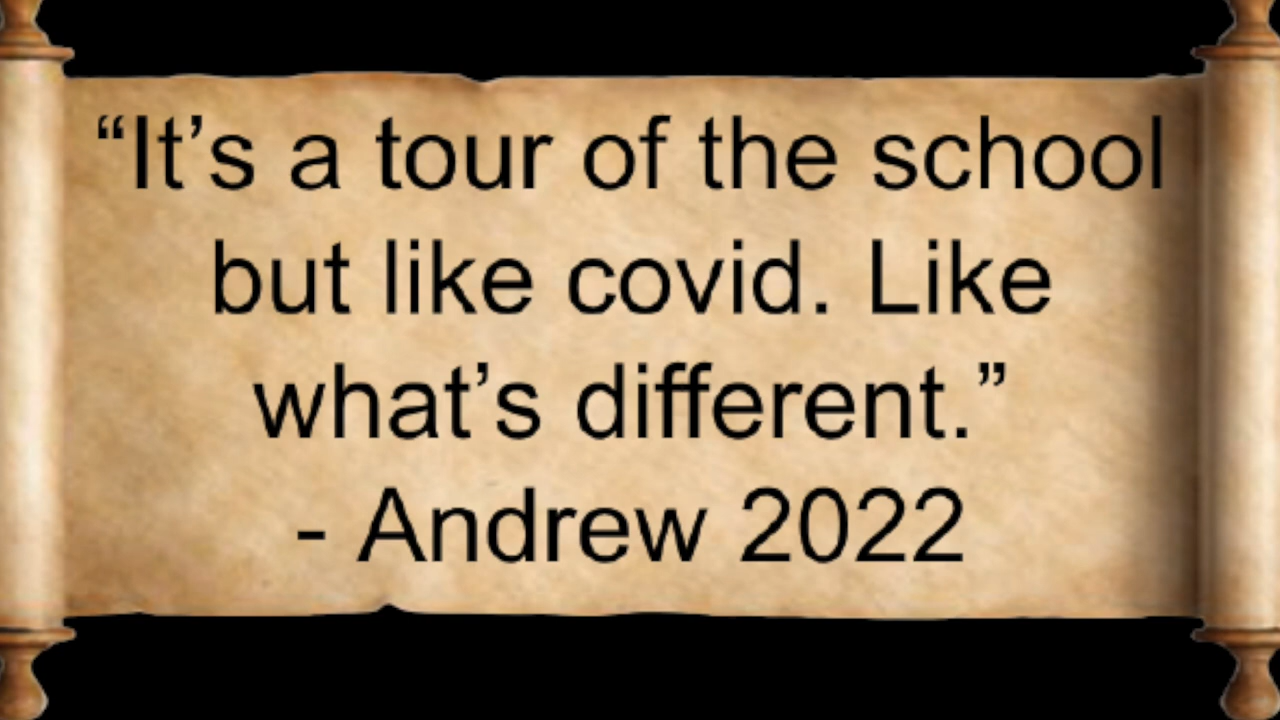 “It’s a tour of the school
but like covid. Like
what’s different.”
- Andrew 2022